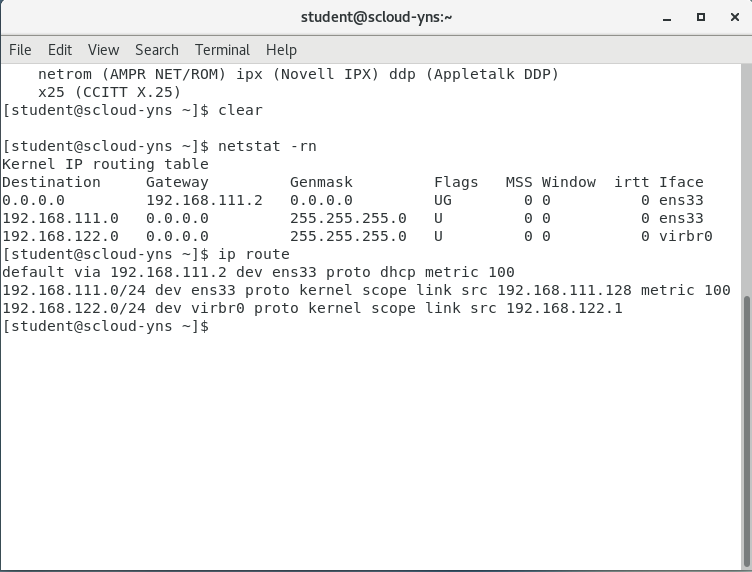 student@scloud-yns:~
File Edit View Search Terminal Help
netrom (AMPR NET/ROM) ipx (Novell IPX) ddp (Appletalk DDP)
x25 (CCITT X.25)
[student@scloud-yns ~]$ clear
[student@scloud-yns ~]$ netstat -rn
Kernel IP routing table
Destination     Gateway         Genmask         Flags   MSS Window  irtt Iface
0.0.0.0         192.168.111.2   0.0.0.0         UG        0 0          0 ens33
192.168.111.0   0.0.0.0         255.255.255.0   U         0 0          0 ens33
192.168.122.0   0.0.0.0         255.255.255.0   U         0 0          0 virbr0
[student@scloud-yns ~]$ ip route
default via 192.168.111.2 dev ens33 proto dhcp metric 100
192.168.111.0/24 dev ens33 proto kernel scope link src 192.168.111.128 metric 100
192.168.122.0/24 dev virbr0 proto kernel scope link src 192.168.122.1
[student@scloud-yns ~]$